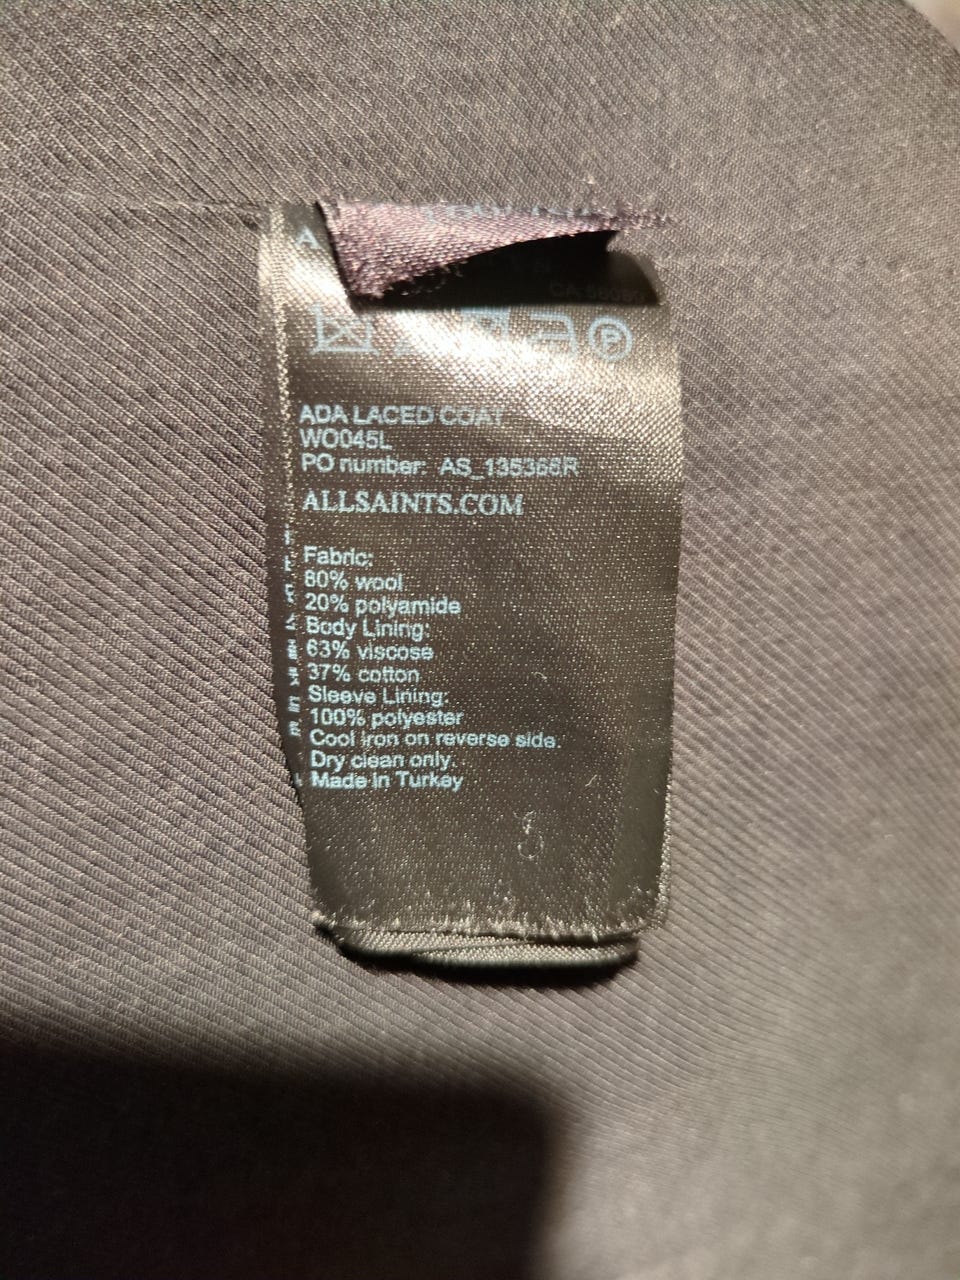 A
ADA LACED COAT
WO045L
PO number: AS_135366R
ALLSAINTS.COM
Fabric:
80% wool
20% polyamide
Body Lining:
63% viscose
37% cotton
Sleeve Lining:
100% polyester
Cool iron on reverse side.
Dry clean only.
Made in Turkey